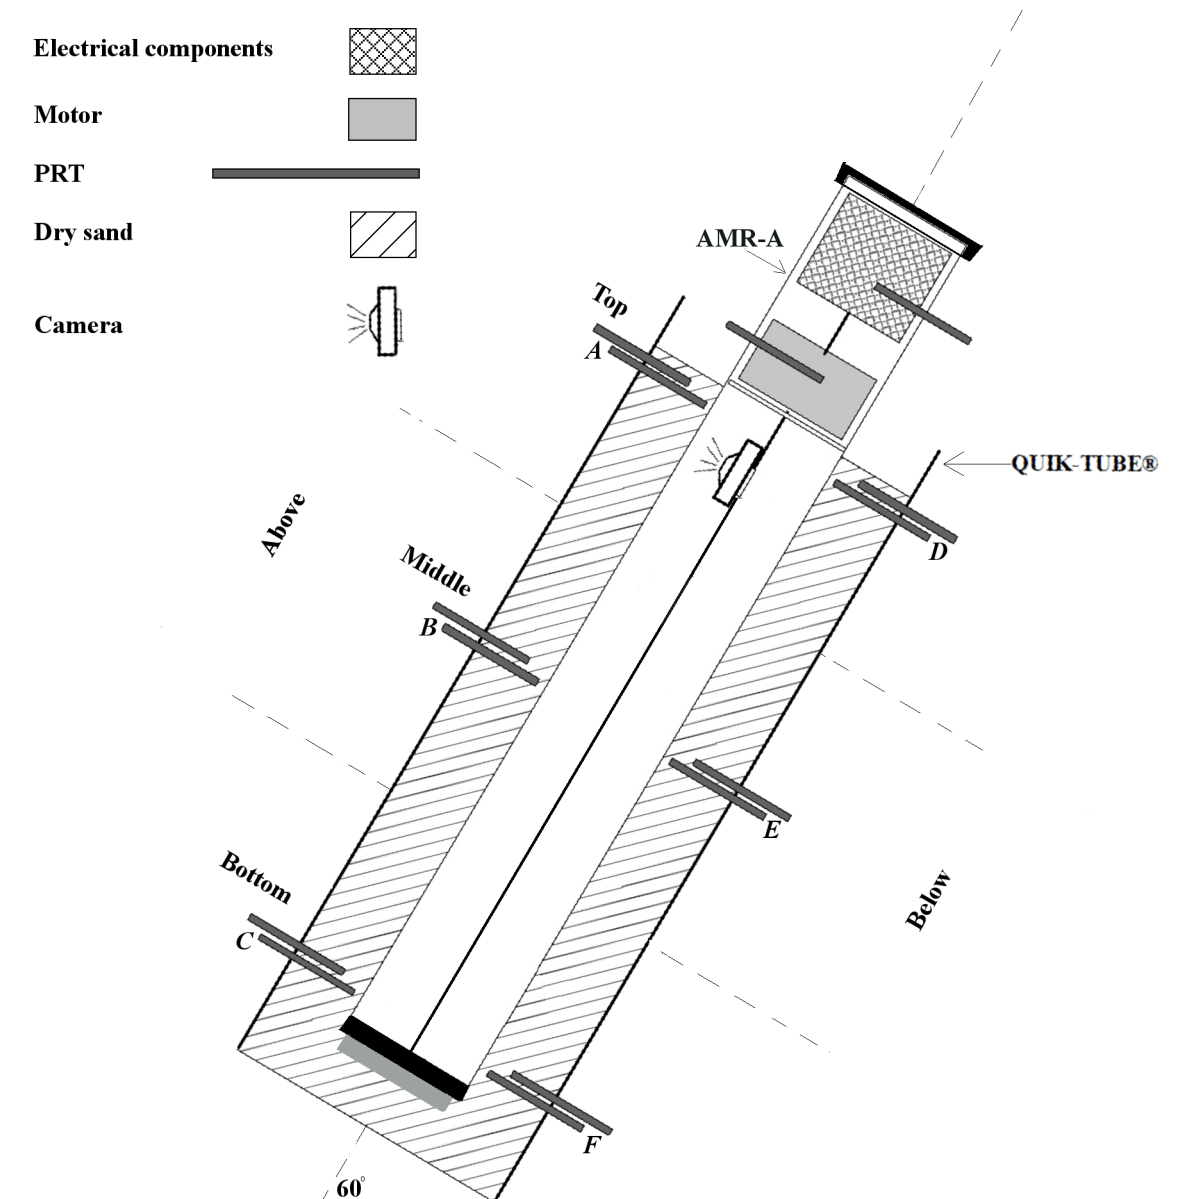 Electrical components
Motor
PRT
Dry sand
Camera
AMR-A
Top
A
QUIK-TUBE®
D
Above
Middle
B
E
Below
Bottom
C
F
60°